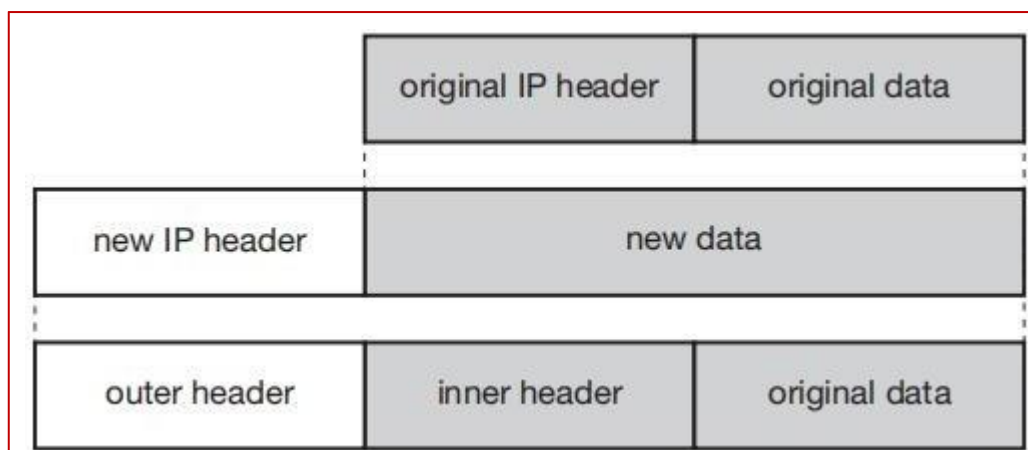 original IP header original data
new IP header new data
outer header inner header original data